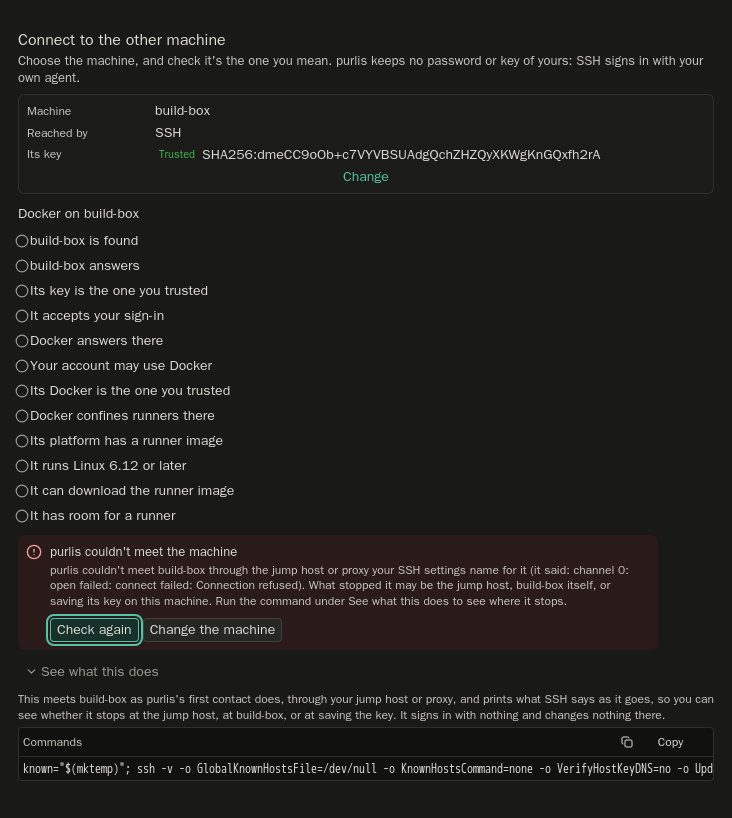 Connect to the other machine
Choose the machine, and check it's the one you mean. purlis keeps no password or key of yours: SSH signs in with your
own agent.
Machine build-box
Reached by SSH
Its key Trusted SHA256:dmeCC9oOb+c7VYVBSUAdgQchZHZQyXKWgKnGQxfh2rA
Change
Docker on build-box
build-box is found
build-box answers
Its key is the one you trusted
It accepts your sign-in
Docker answers there
Your account may use Docker
Its Docker is the one you trusted
Docker confines runners there
Its platform has a runner image
It runs Linux 6.12 or later
It can download the runner image
It has room for a runner
purlis couldn't meet the machine
purlis couldn't meet build-box through the jump host or proxy your SSH settings name for it (it said: channel 0:
open failed: connect failed: Connection refused). What stopped it may be the jump host, build-box itself, or
saving its key on this machine. Run the command under See what this does to see where it stops.
Check again Change the machine
See what this does
This meets build-box as purlis's first contact does, through your jump host or proxy, and prints what SSH says as it goes, so you can
see whether it stops at the jump host, at build-box, or at saving the key. It signs in with nothing and changes nothing there.
Commands Copy
known="$(mktemp)"; ssh -v -o GlobalKnownHostsFile=/dev/null -o KnownHostsCommand=none -o VerifyHostKeyDNS=no -o Upd